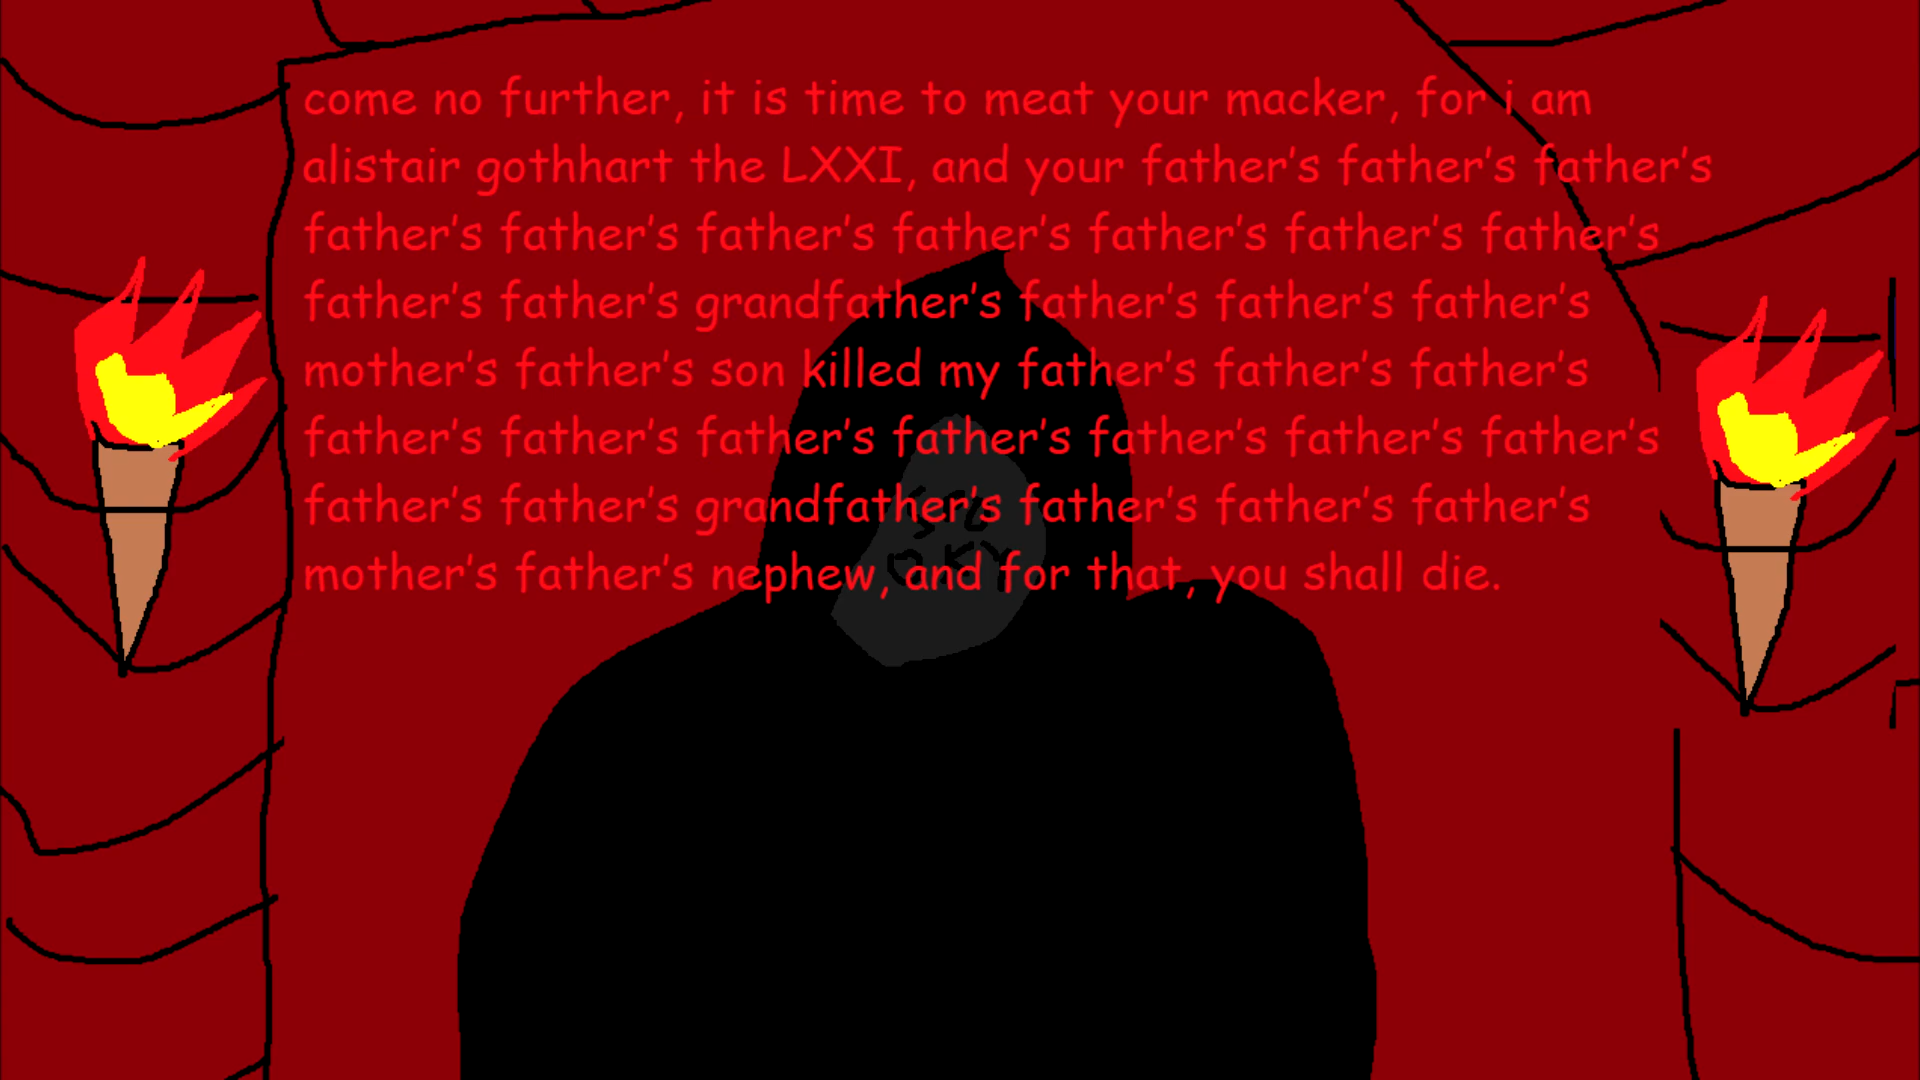 come no further, it is time to meat your macker, for i am
alistair gothhart the LXXI, and your father's father's father's
father's father's father's father's father's father's father's
father's father's grandfather's father's father's father's
mother's father's son killed my father's father's father's
father's father's father's father's father's father's father's
father's father's grandfather's father's father's father's
mother's father's nephew, and for that, you shall die.